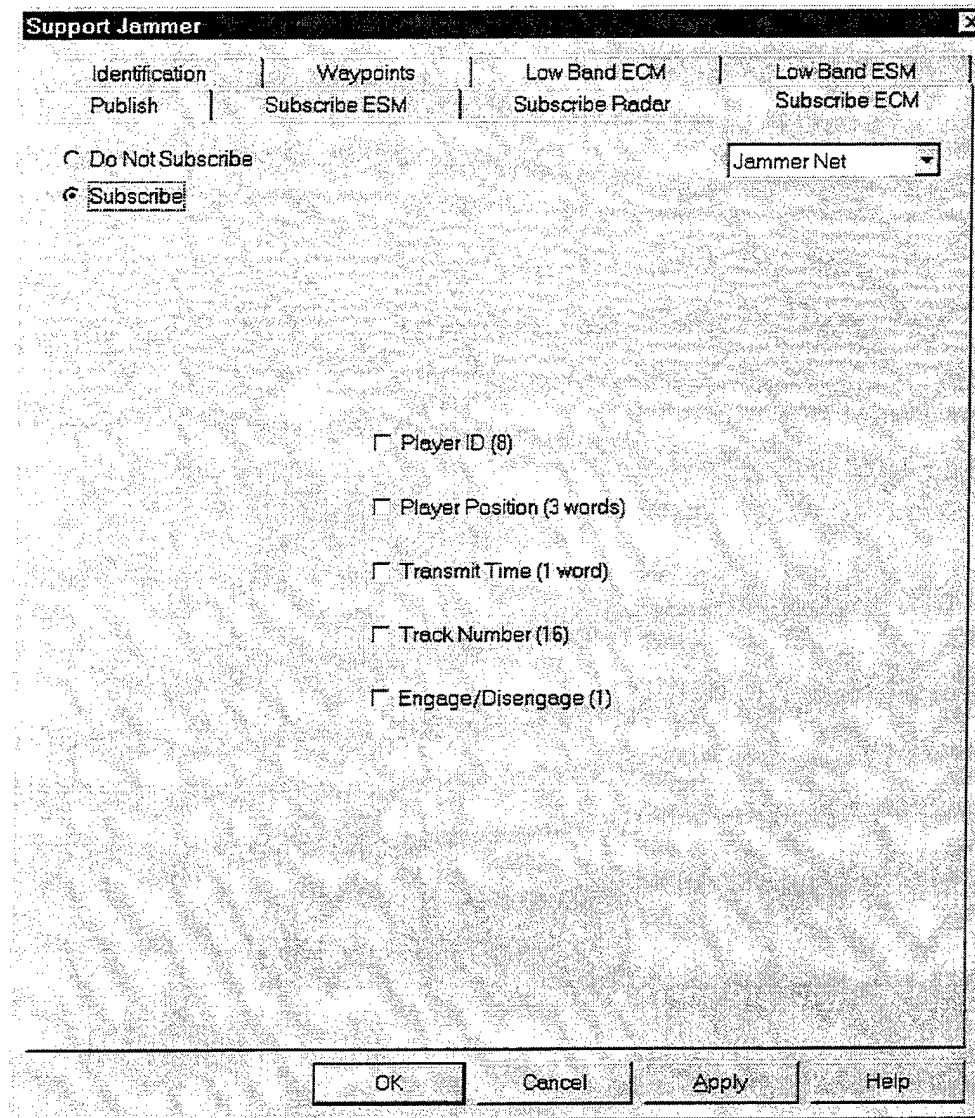 Support Jammer
Identification Waypoints Low Band ECM Low Band ESM
Publish Subscribe ESM Subscribe Radar Subscribe ECM
Do Not Subscribe Jammer Net
Subscribe
Player ID (8)
Player Position (3 words)
Transmit Time (1 word)
Track Number (16)
Engage/Disengage (1)
OK Cancel Apply Help